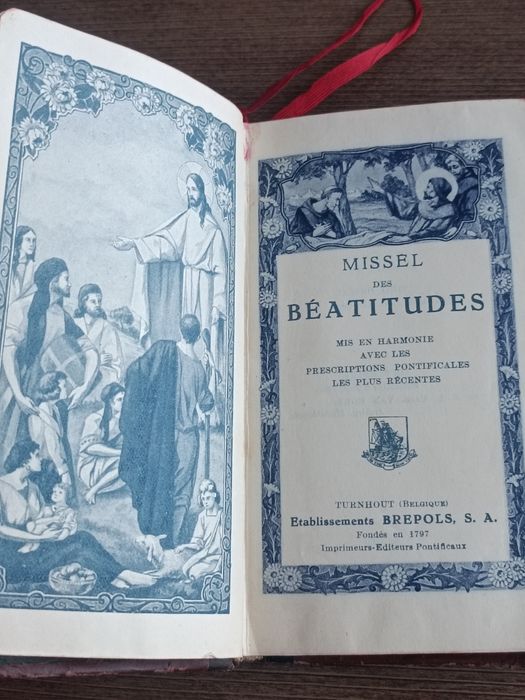 MISSEL
DES
BÉATITUDES
MIS EN HARMONIE
AVEC LES
PRESCRIPTIONS PONTIFICALES
LES PLUS RÉCENTES
TURNHOUT (BELGIQUE)
Etablissements BREPOLS, S. A.
Fondés en 1797
Imprimeurs-Editeurs Pontificaux